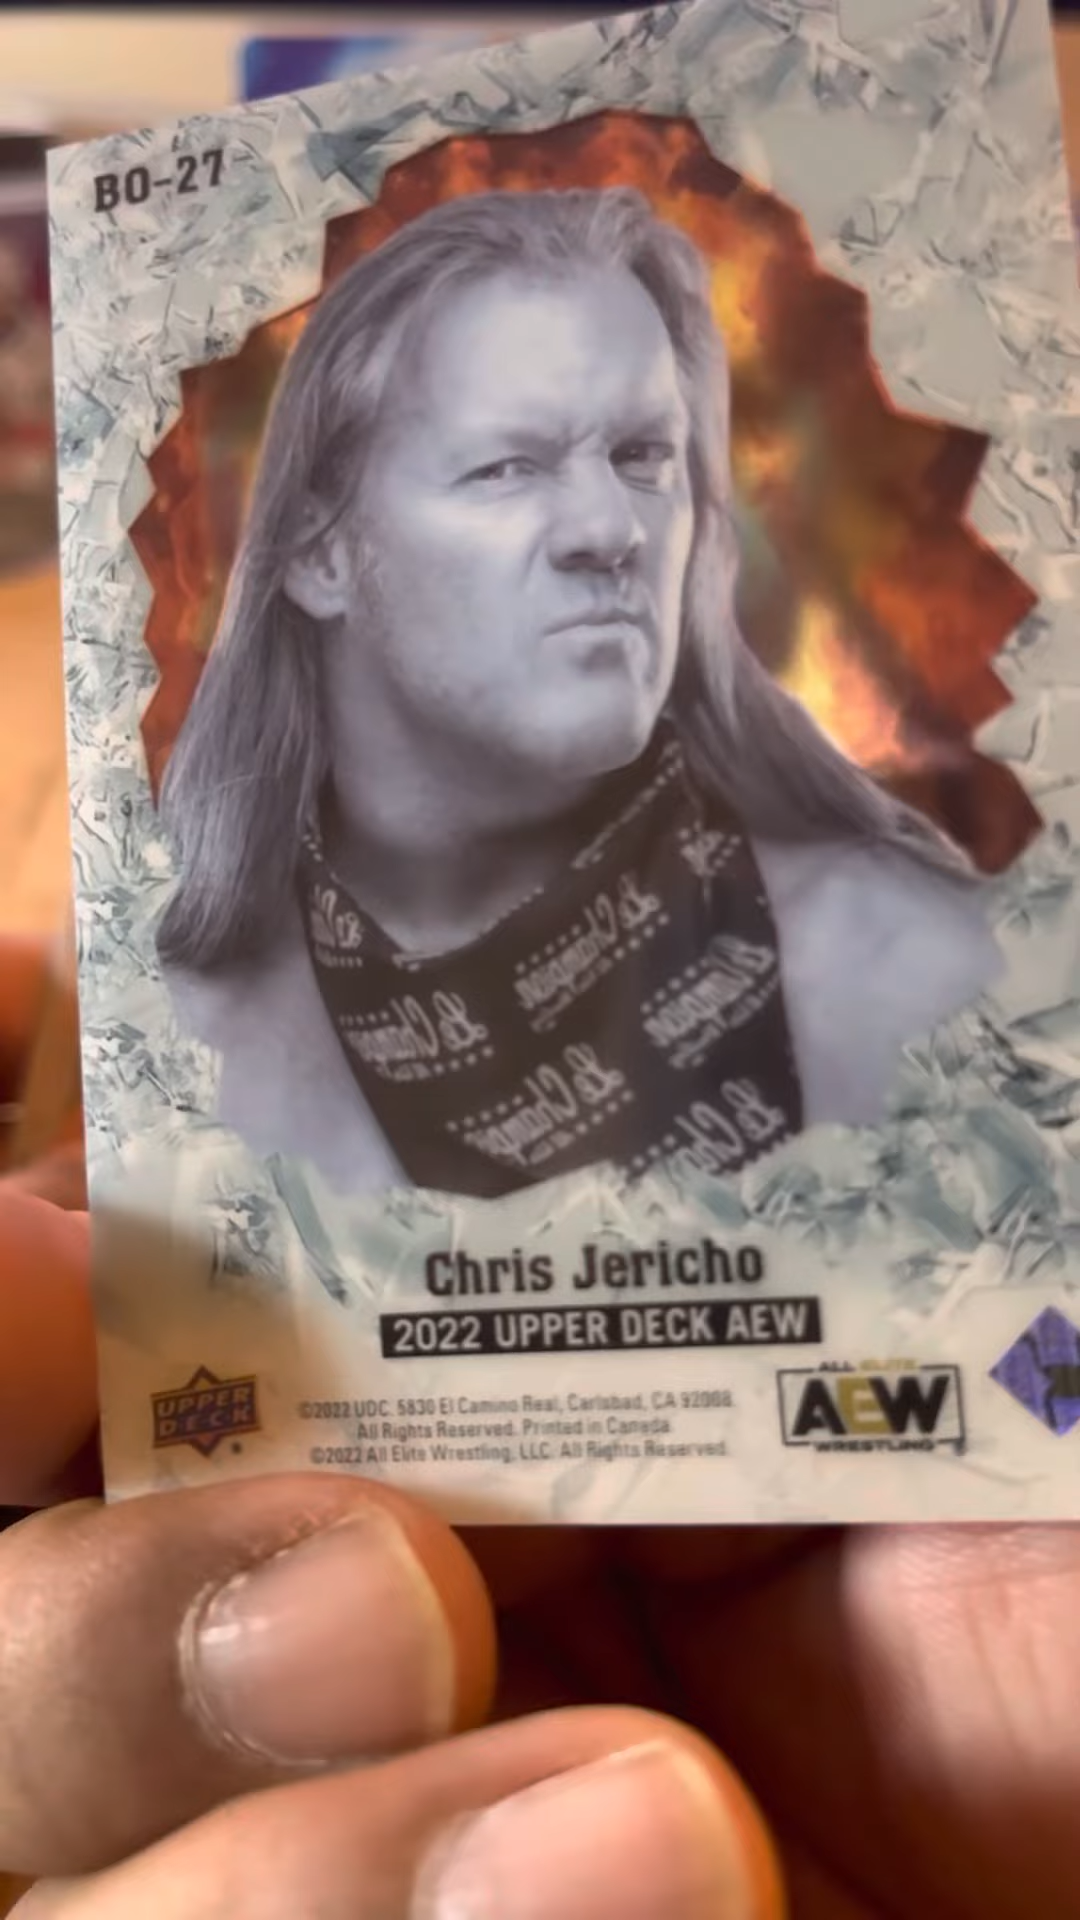 BO-27
Chris Jericho
2022 UPPER DECK AEW
UPPER
DECK
©2022 UDC. 5830 El Camino Real, Carlsbad, CA 92008.
All Rights Reserved. Printed in Canada.
©2022 All Elite Wrestling, LLC. All Rights Reserved.
ALL ELITE
AEW
WRESTLING